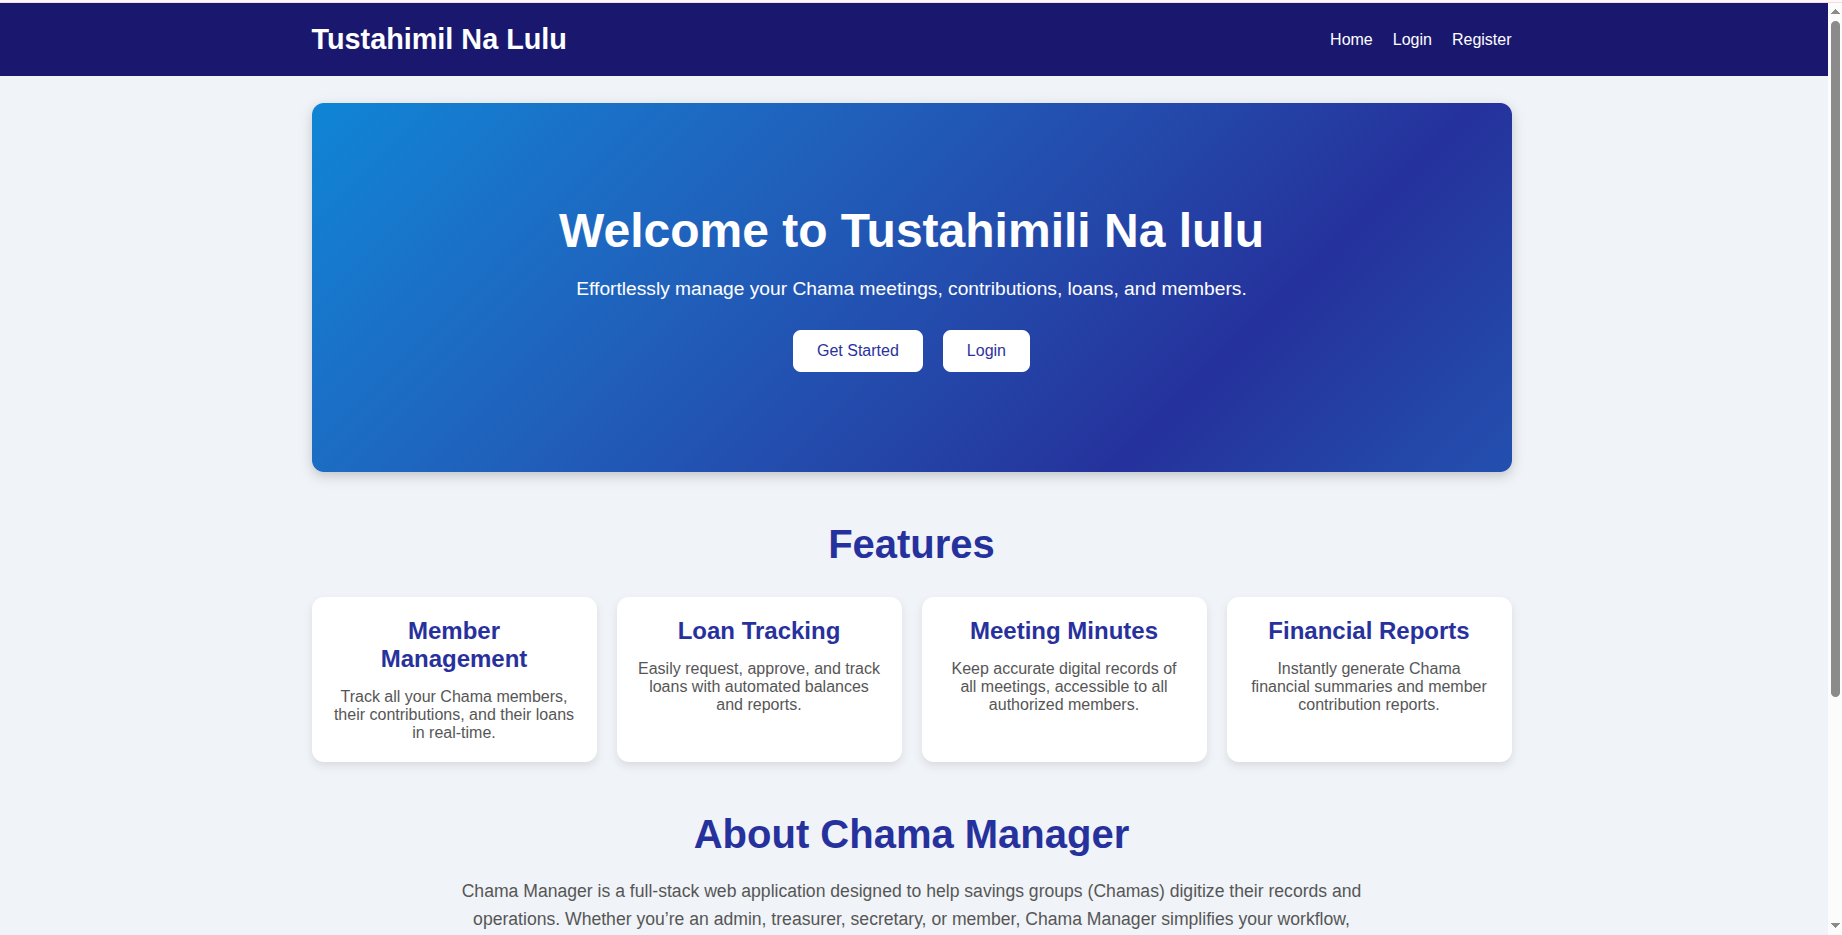 Tustahimil Na Lulu
Home Login Register
Welcome to Tustahimili Na lulu
Effortlessly manage your Chama meetings, contributions, loans, and members.
Get Started Login
Features
Member
Management
Track all your Chama members,
their contributions, and their loans
in real-time.
Loan Tracking
Easily request, approve, and track
loans with automated balances
and reports.
Meeting Minutes
Keep accurate digital records of
all meetings, accessible to all
authorized members.
Financial Reports
Instantly generate Chama
financial summaries and member
contribution reports.
About Chama Manager
Chama Manager is a full-stack web application designed to help savings groups (Chamas) digitize their records and
operations. Whether you’re an admin, treasurer, secretary, or member, Chama Manager simplifies your workflow,